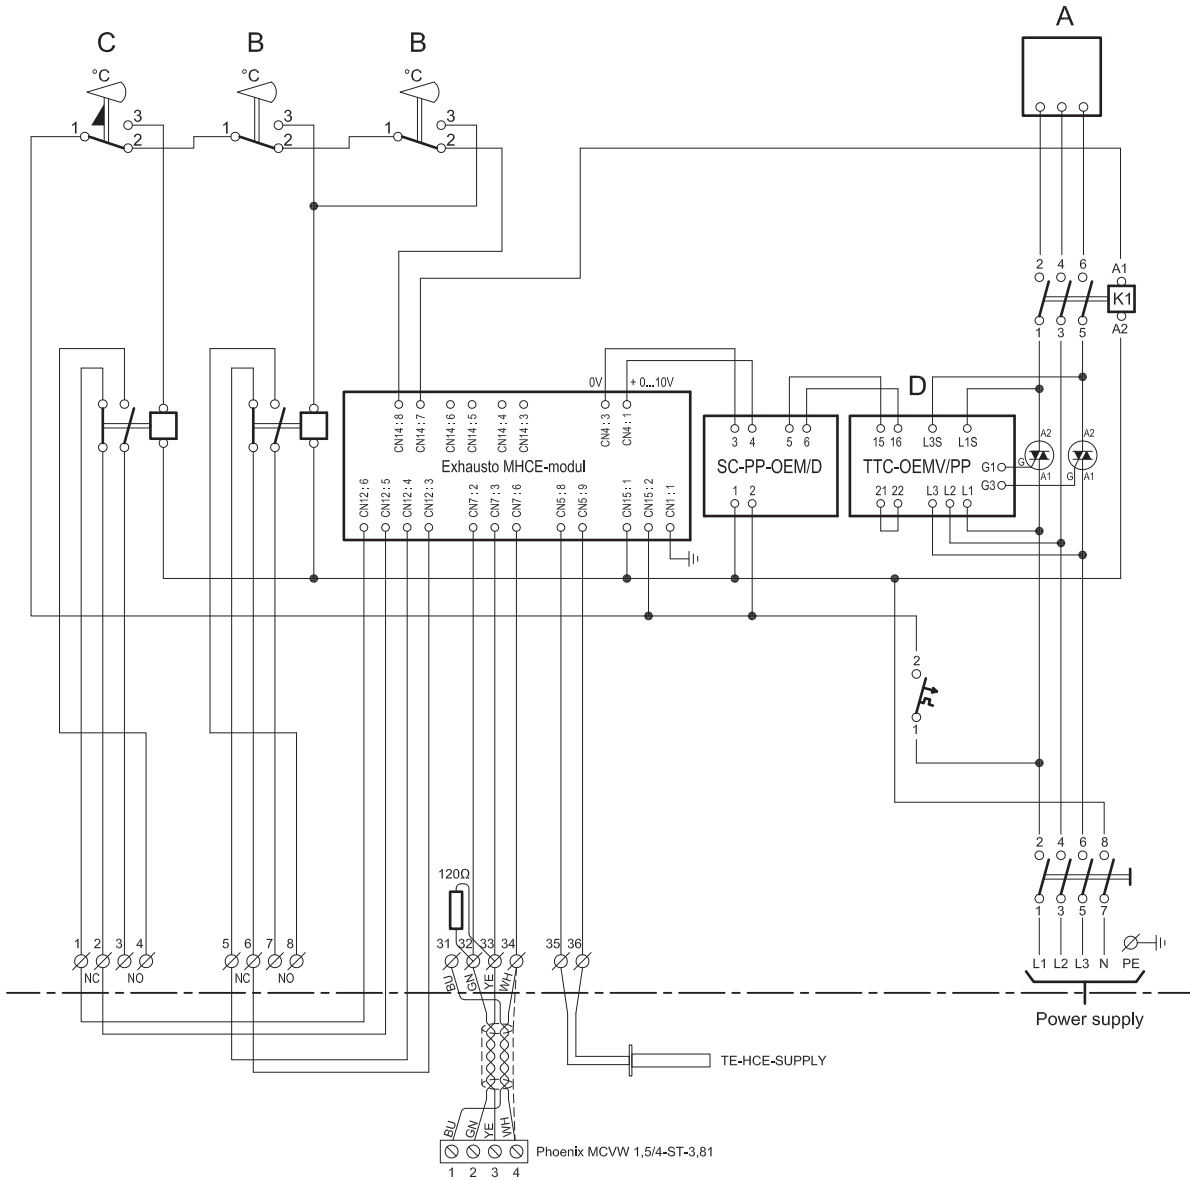 A
C B B
°C °C °C
1 3 2 1 3 2 1 3 2
2 4 6 A1
K1
1 3 5 A2
0V + 0...10V
D
CN14:8 CN14:7 CN14:6 CN14:5 CN14:4 CN14:3 CN4:3 CN4:1
3 4 5 6
15 16 L3S L1S
A2 A2
Exhausto MHCE-modul
SC-PP-OEM/D
TTC-OEMV/PP
G1 G
G3 G
A1 A1
CN12:6 CN12:5 CN12:4 CN12:3 CN7:2 CN7:3 CN7:6 CN5:8 CN5:9 CN15:1 CN15:2 CN1:1
1 2
21 22 L3 L2 L1
2
1
2 4 6 8
120Ω
1 3 5 7
1 2 3 4
NC NO
5 6 7 8
NC NO
31 32 33 34
35 36
BU GN YE WH
L1 L2 L3 N PE
Power supply
TE-HCE-SUPPLY
BU GN YE WH
Phoenix MCVW 1,5/4-ST-3,81
1 2 3 4